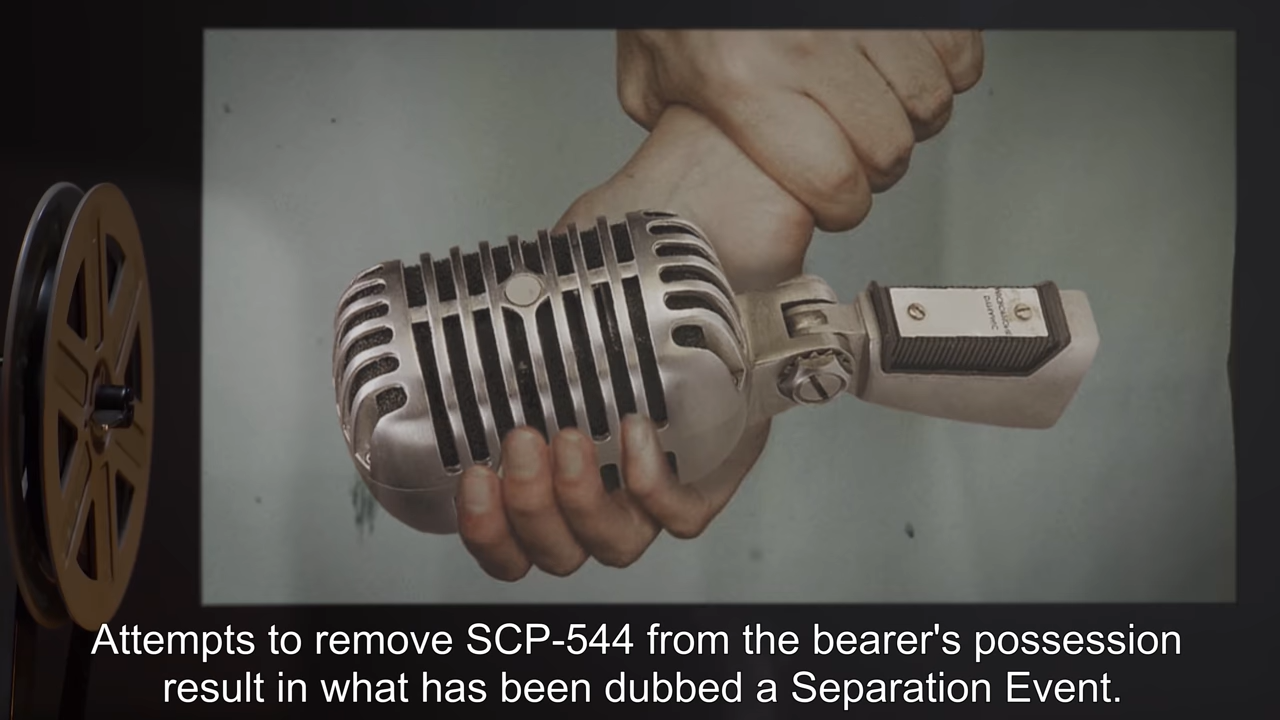 Attempts to remove SCP-544 from the bearer's possession
result in what has been dubbed a Separation Event.